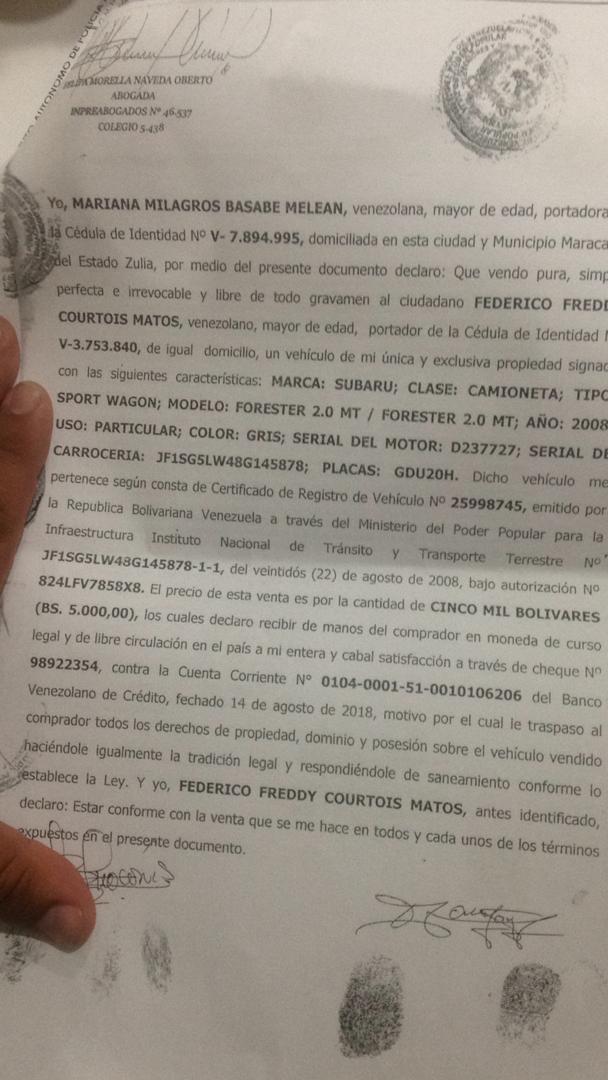 MORELLA NAVEDA OBERTO
ABOGADA
INPREABOGADOS Nº 46.537
COLEGIO 5.438
Yo, MARIANA MILAGROS BASABE MELEAN, venezolana, mayor de edad, portadora
la Cédula de Identidad Nº V- 7.894.995, domiciliada en esta ciudad y Municipio Maraca
del Estado Zulia, por medio del presente documento declaro: Que vendo pura, simp
perfecta e irrevocable y libre de todo gravamen al ciudadano FEDERICO FREDD
COURTOIS MATOS, venezolano, mayor de edad, portador de la Cédula de Identidad N
V-3.753.840, de igual domicilio, un vehículo de mi única y exclusiva propiedad signad
con las siguientes características: MARCA: SUBARU; CLASE: CAMIONETA; TIPO
SPORT WAGON; MODELO: FORESTER 2.0 MT / FORESTER 2.0 MT; AÑO: 2008
USO: PARTICULAR; COLOR: GRIS; SERIAL DEL MOTOR: D237727; SERIAL DE
CARROCERIA: JF1SG5LW48G145878; PLACAS: GDU20H. Dicho vehículo me
pertenece según consta de Certificado de Registro de Vehículo Nº 25998745, emitido por
la Republica Bolivariana Venezuela a través del Ministerio del Poder Popular para la
Infraestructura Instituto Nacional de Tránsito y Transporte Terrestre Nº
JF1SG5LW48G145878-1-1, del veintidós (22) de agosto de 2008, bajo autorización Nº
824LFV7858X8. El precio de esta venta es por la cantidad de CINCO MIL BOLIVARES
(BS. 5.000,00), los cuales declaro recibir de manos del comprador en moneda de curso
legal y de libre circulación en el país a mi entera y cabal satisfacción a través de cheque Nº
98922354, contra la Cuenta Corriente N° 0104-0001-51-0010106206 del Banco
Venezolano de Crédito, fechado 14 de agosto de 2018, motivo por el cual le traspaso al
comprador todos los derechos de propiedad, dominio y posesión sobre el vehículo vendido
haciéndole igualmente la tradición legal y respondiéndole de saneamiento conforme lo
establece la Ley. Y yo, FEDERICO FREDDY COURTOIS MATOS, antes identificado,
declaro: Estar conforme con la venta que se me hace en todos y cada unos de los términos
expuestos en el presente documento.